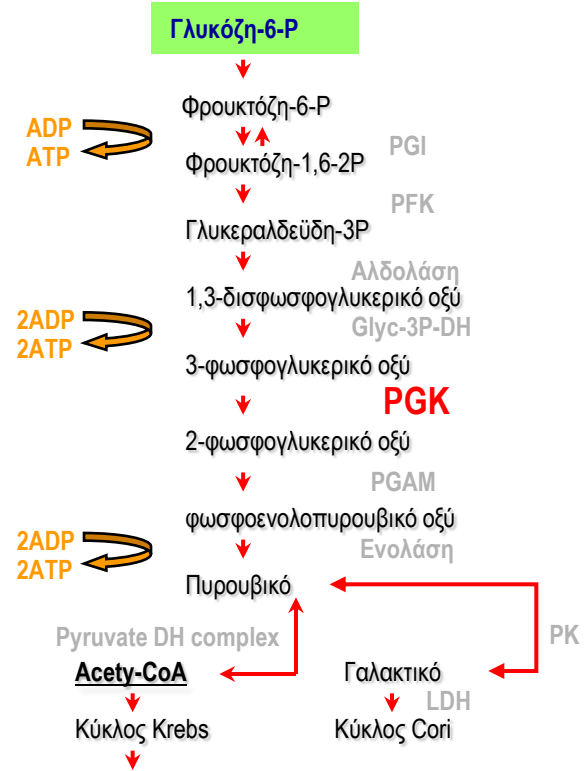 Γλυκόζη-6-P
Φρουκτόζη-6-P
ADP
ATP
PGI
Φρουκτόζη-1,6-2P
PFK
Γλυκεραλδεϋδη-3P
Αλδολάση
1,3-δισφωσφογλυκερικό οξύ
2ADP
2ATP
Glyc-3P-DH
3-φωσφογλυκερικό οξύ
PGK
2-φωσφογλυκερικό οξύ
PGAM
φωσφοενολοπυρουβικό οξύ
2ADP
2ATP
Ενολάση
Πυρουβικό
Pyruvate DH complex
PK
Acety-CoA
Γαλακτικό
LDH
Κύκλος Krebs
Κύκλος Cori